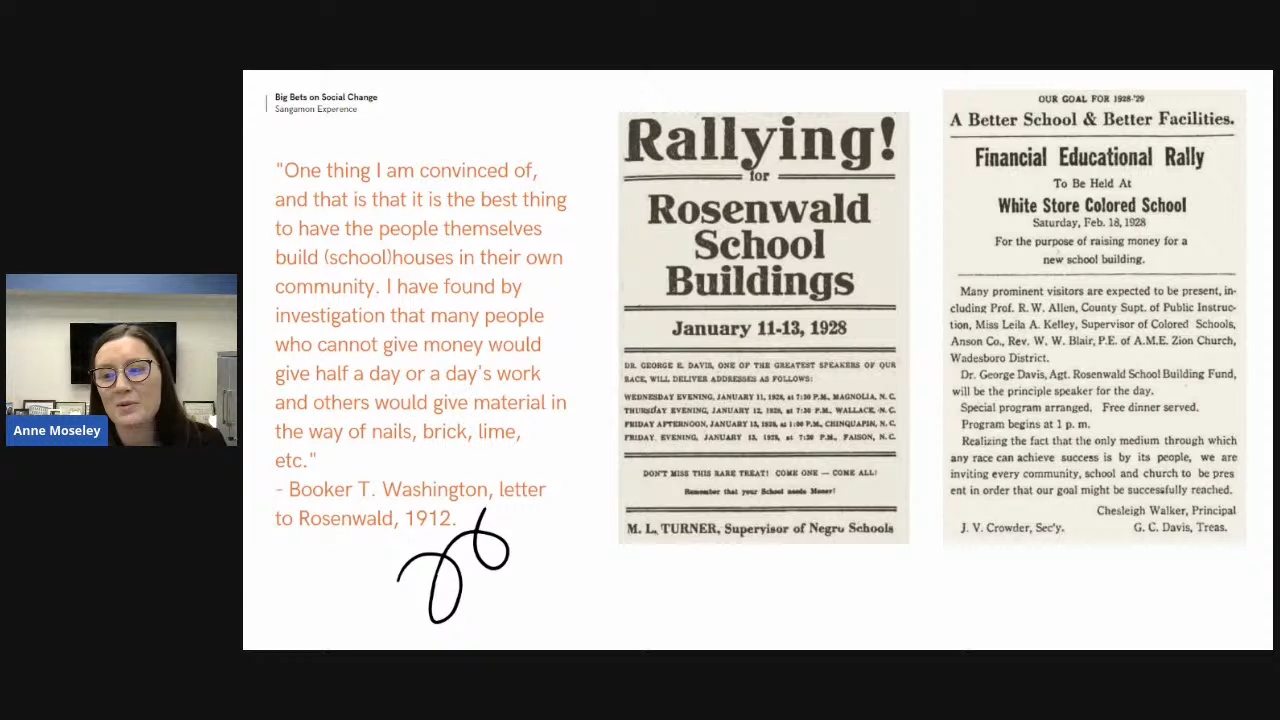 Big Bets on Social Change
Sangamon Experence
"One thing I am convinced of,
and that is that it is the best thing
to have the people themselves
build (school)houses in their own
community. I have found by
investigation that many people
who cannot give money would
give half a day or a day's work
and others would give material in
the way of nails, brick, lime,
etc."
- Booker T. Washington, letter
to Rosenwald, 1912.
Rallying!
for
Rosenwald
School
Buildings
January 11-13, 1928
DR. GEORGE E. DAVIS, ONE OF THE GREATEST SPEAKERS OF OUR
RACE, WILL DELIVER ADDRESSES AS FOLLOWS:
WEDNESDAY EVENING, JANUARY 11, 1928, at 7:30 P.M., MAGNOLIA, N. C.
THURSDAY EVENING, JANUARY 12, 1928, at 7:30 P.M., WALLACE, N. C.
FRIDAY AFTERNOON, JANUARY 13, 1928, at 1:00 P.M., CHINQUAPIN, N. C.
FRIDAY, EVENING, JANUARY 13, 1928, at 7:30 P.M., FAISON, N. C.
DON'T MISS THIS RARE TREAT! COME ONE — COME ALL!
Remember that your School needs Money!
M. L. TURNER, Supervisor of Negro Schools
OUR GOAL FOR 1928-'29
A Better School & Better Facilities.
Financial Educational Rally
To Be Held At
White Store Colored School
Saturday, Feb. 18, 1928
For the purpose of raising money for a
new school building.
Many prominent visitors are expected to be present, in-
cluding Prof. R. W. Allen, County Supt. of Public Instruc-
tion, Miss Leila A. Kelley, Supervisor of Colored Schools,
Anson Co., Rev. W. W. Blair, P.E. of A.M.E. Zion Church,
Wadesboro District.
Dr. George Davis, Agt. Rosenwald School Building Fund,
will be the principle speaker for the day.
Special program arranged. Free dinner served.
Program begins at 1 p. m.
Realizing the fact that the only medium through which
any race can achieve success is by its people, we are
inviting every community, school and church to be pres
ent in order that our goal might be successfully reached.
Chesleigh Walker, Principal
J. V. Crowder, Sec'y. G. C. Davis, Treas.
Anne Moseley